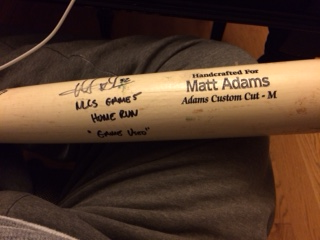 NLCS GAME 5
HOME RUN
"GAME USED"
Handcrafted For
Matt Adams
Adams Custom Cut - M